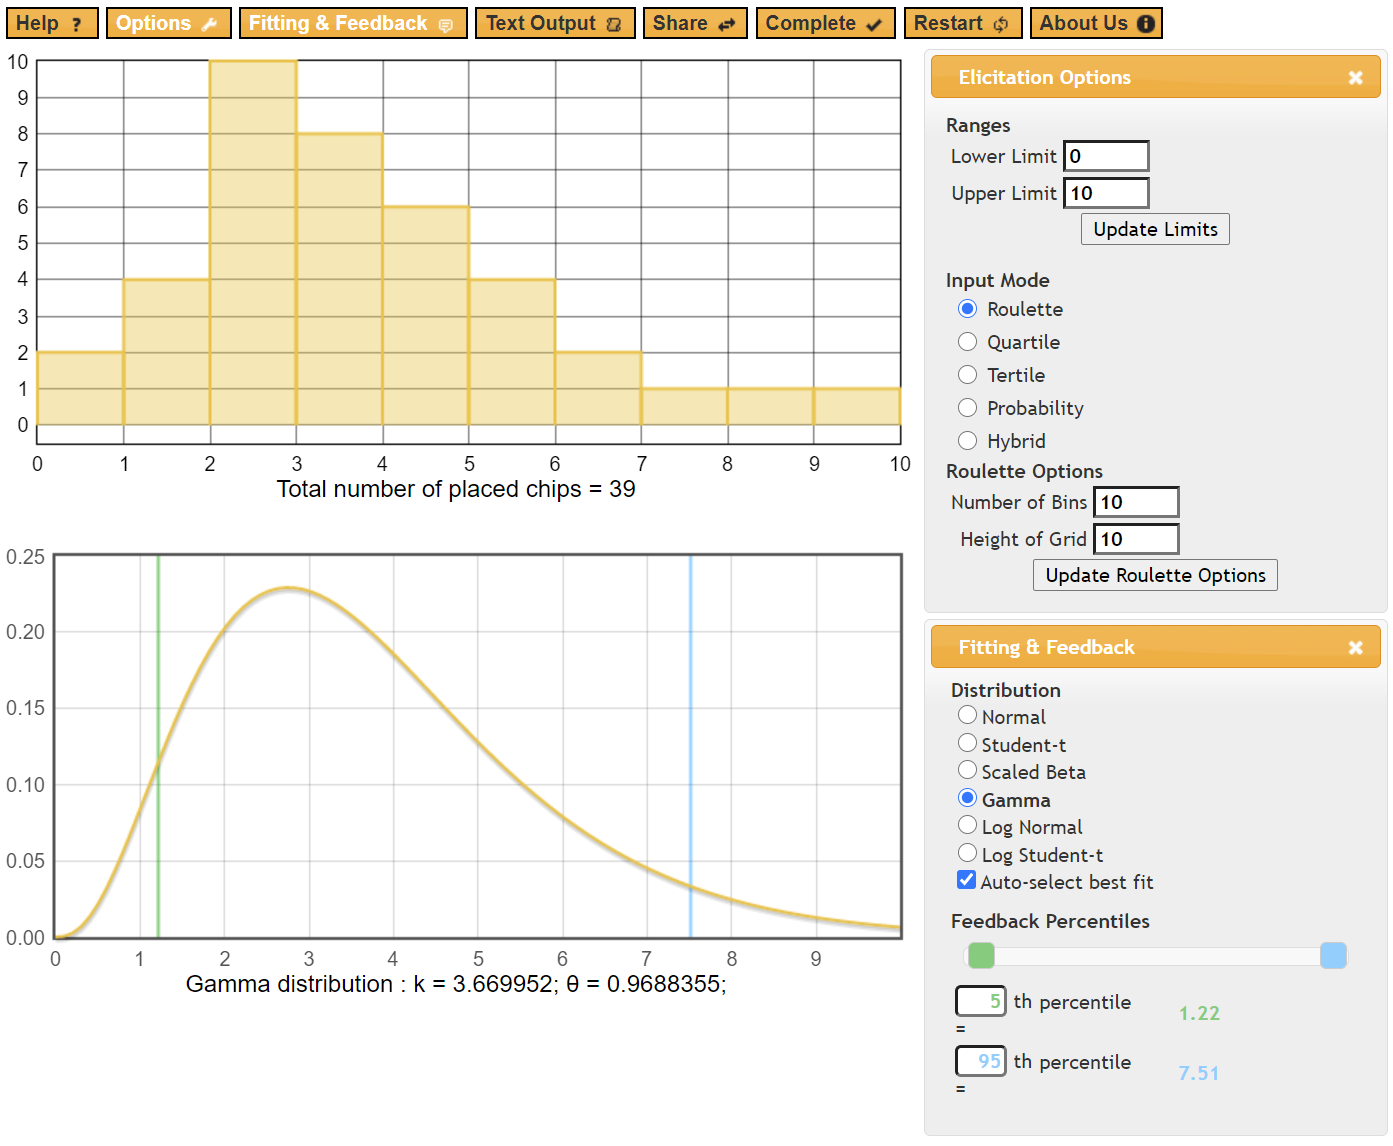 Help ? Options Fitting & Feedback Text Output Share Complete Restart About Us
10
9
8
7
6
5
4
3
2
1
0
0 1 2 3 4 5 6 7 8 9 10
Total number of placed chips = 39
0.25
0.20
0.15
0.10
0.05
0.00
0 1 2 3 4 5 6 7 8 9
Gamma distribution : k = 3.669952; θ = 0.9688355;
Elicitation Options
Ranges
Lower Limit 0
Upper Limit 10
Update Limits
Input Mode
Roulette
Quartile
Tertile
Probability
Hybrid
Roulette Options
Number of Bins 10
Height of Grid 10
Update Roulette Options
Fitting & Feedback
Distribution
Normal
Student-t
Scaled Beta
Gamma
Log Normal
Log Student-t
Auto-select best fit
Feedback Percentiles
5 th percentile
= 1.22
95 th percentile
= 7.51